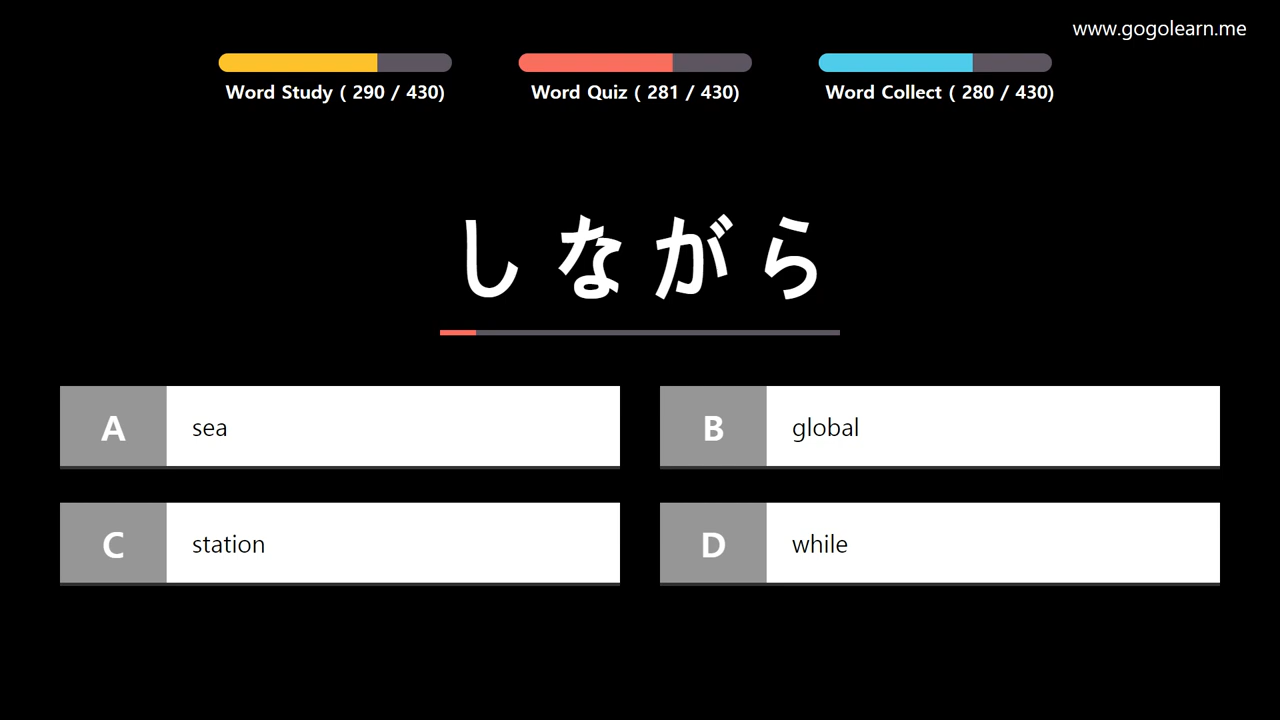 www.gogolearn.me
Word Study ( 290 / 430)
Word Quiz ( 281 / 430)
Word Collect ( 280 / 430)
しながら
A sea
B global
C station
D while